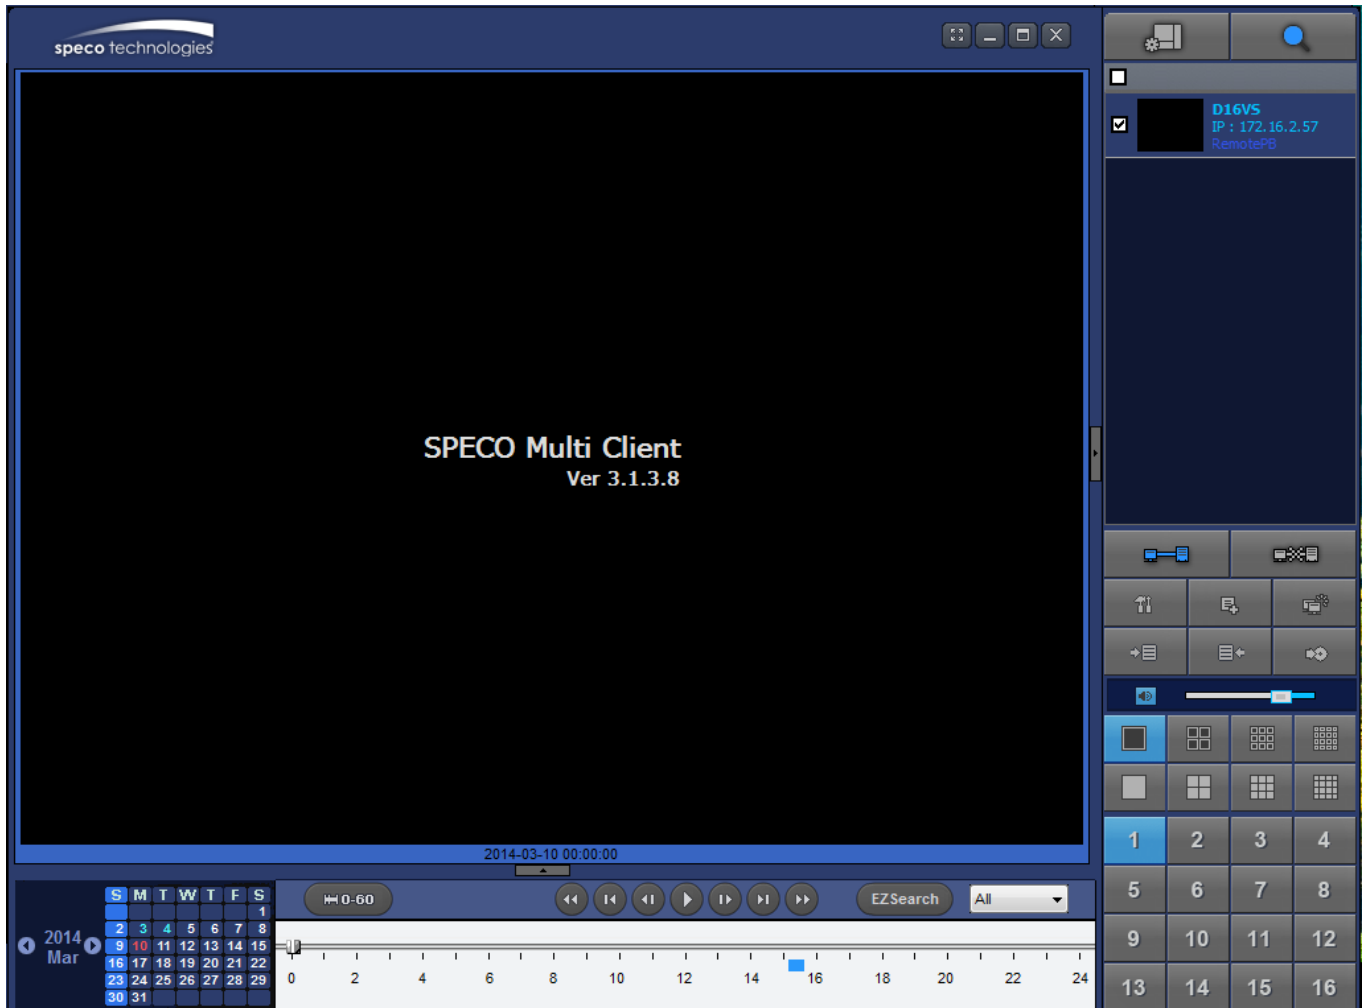 speco technologies
D16VS
IP : 172.16.2.57
RemotePB
SPECO Multi Client
Ver 3.1.3.8
2014-03-10 00:00:00
0-60
EZSearch
All
2014
Mar
S M T W T F S
1
2 3 4 5 6 7 8
9 10 11 12 13 14 15
16 17 18 19 20 21 22
23 24 25 26 27 28 29
30 31
0 2 4 6 8 10 12 14 16 18 20 22 24
1 2 3 4
5 6 7 8
9 10 11 12
13 14 15 16